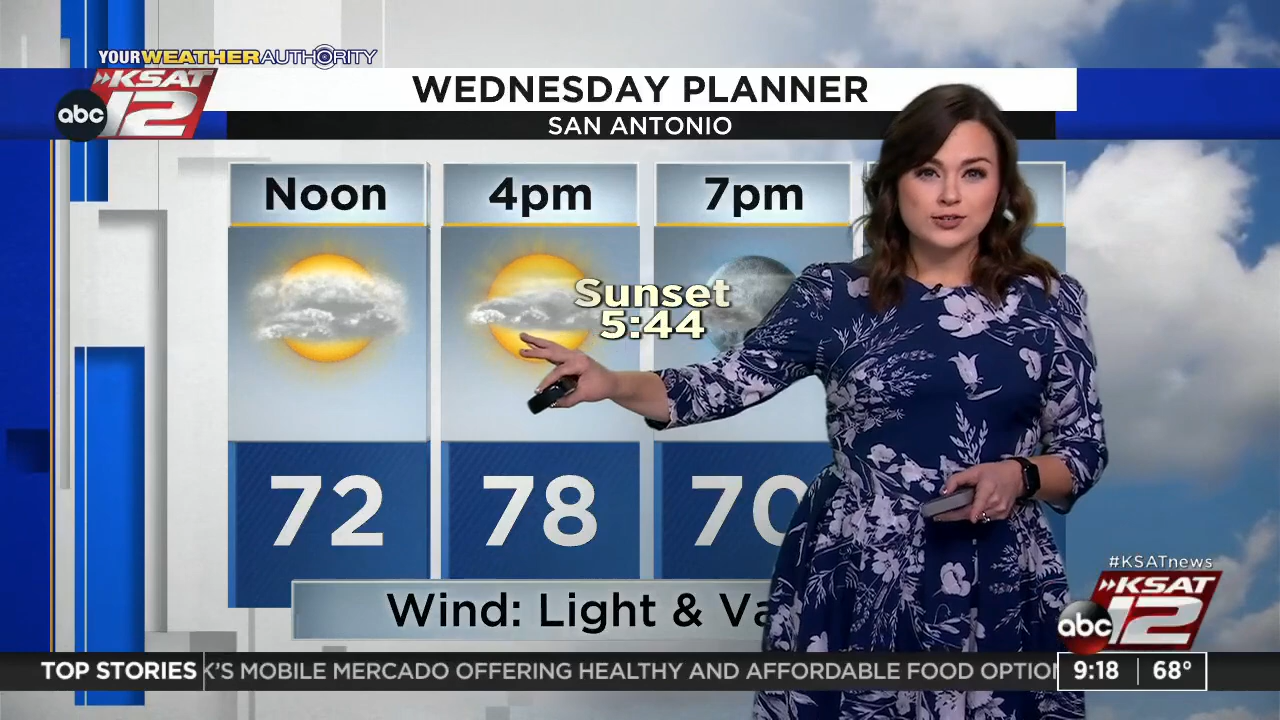 YOURWEATHERAUTHORITY
KSAT
abc 12
WEDNESDAY PLANNER
SAN ANTONIO
Noon 4pm 7pm
Sunset
5:44
72 78 70
Wind: Light & Va
#KSATnews
KSAT
abc 12
TOP STORIES K'S MOBILE MERCADO OFFERING HEALTHY AND AFFORDABLE FOOD OPTION 9:18 68°